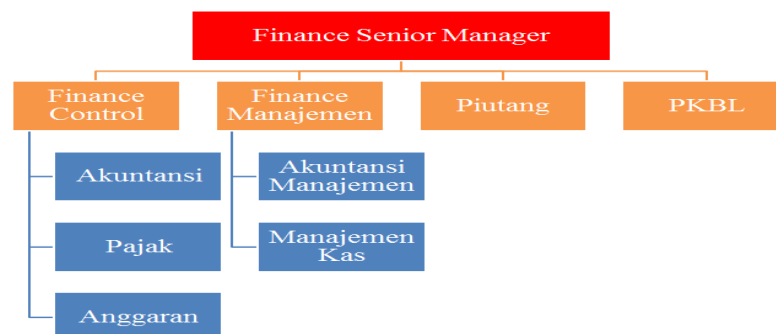 Finance Senior Manager
Finance
Control
Finance
Manajemen
Piutang
PKBL
Akuntansi
Akuntansi
Manajemen
Pajak
Manajemen
Kas
Anggaran